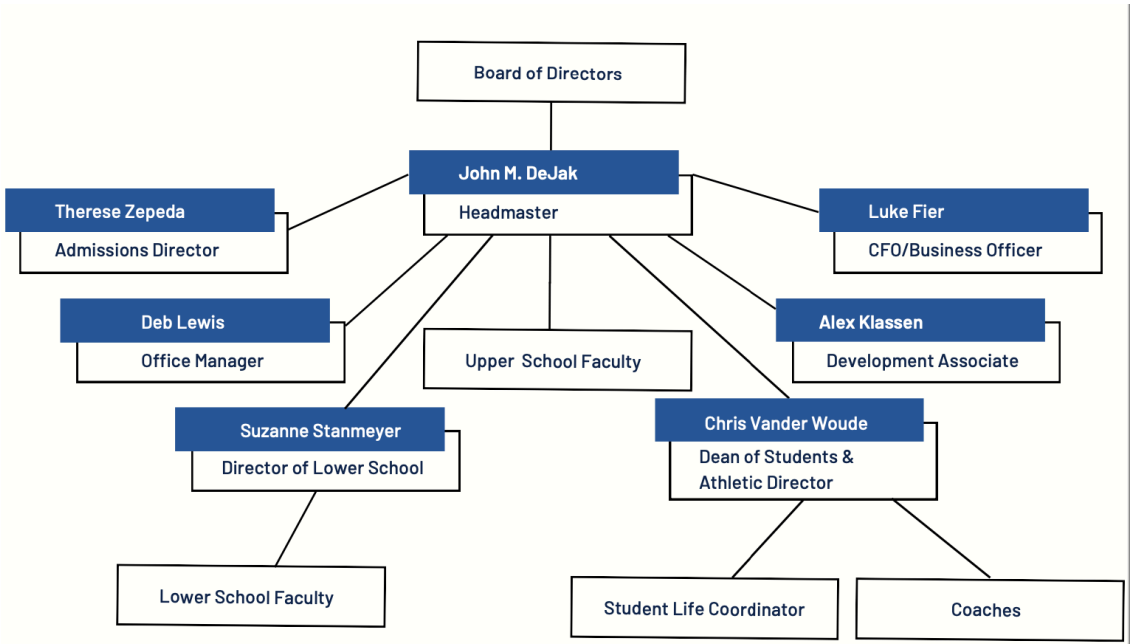 Board of Directors
John M. DeJak
Headmaster
Therese Zepeda
Admissions Director
Luke Fier
CFO/Business Officer
Deb Lewis
Office Manager
Upper School Faculty
Alex Klassen
Development Associate
Suzanne Stanmeyer
Director of Lower School
Chris Vander Woude
Dean of Students &
Athletic Director
Lower School Faculty
Student Life Coordinator
Coaches